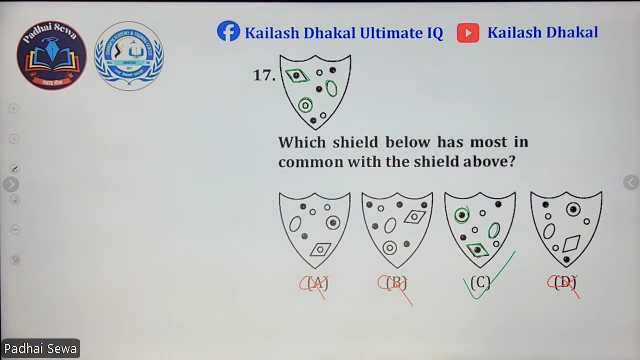 Padhai Sewa
Kailash Dhakal Ultimate IQ
Kailash Dhakal
17.
Which shield below has most in
common with the shield above?
(A)
(B)
(C)
(D)
Padhai Sewa